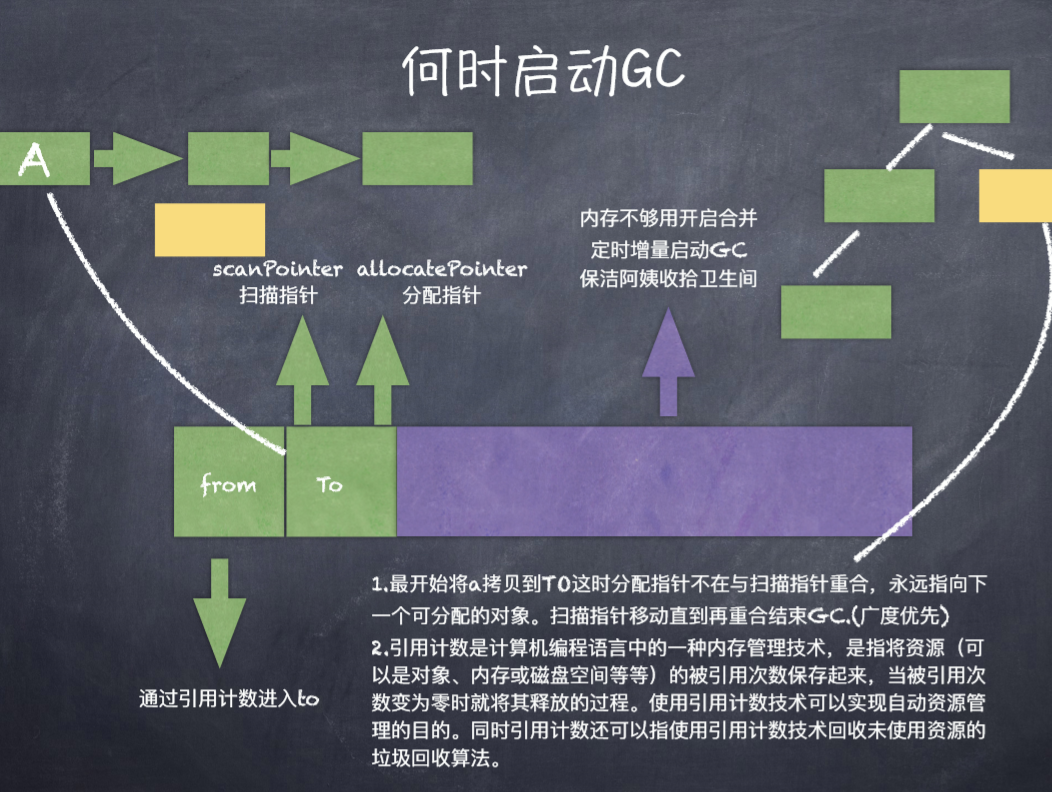 何时启动GC
A
内存不够用开启合并
定时增量启动GC
保洁阿姨收拾卫生间
scanPointer
扫描指针
allocatePointer
分配指针
from
To
1.最开始将a拷贝到TO这时分配指针不在与扫描指针重合，永远指向下
一个可分配的对象。扫描指针移动直到再重合结束GC.(广度优先)
2.引用计数是计算机编程语言中的一种内存管理技术，是指将资源（可
以是对象、内存或磁盘空间等等）的被引用次数保存起来，当被引用次
数变为零时就将其释放的过程。使用引用计数技术可以实现自动资源管
理的目的。同时引用计数还可以指使用引用计数技术回收未使用资源的
垃圾回收算法。
通过引用计数进入to